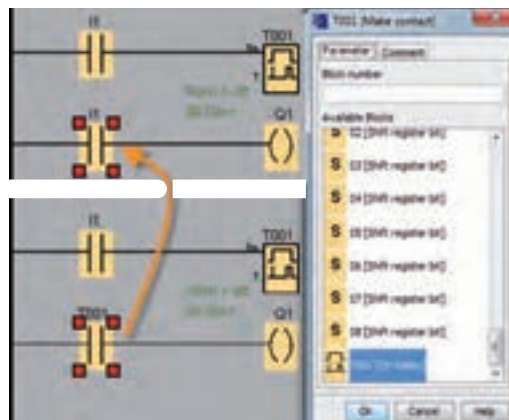 I1
T001
I1
Q1
I1
T001
T001
Q1
T001 [Make contact]
Parameter
Comment
Block number
Available Blocks
S S2 [Shift register bit]
S S3 [Shift register bit]
S S4 [Shift register bit]
S S5 [Shift register bit]
S S6 [Shift register bit]
S S7 [Shift register bit]
S S8 [Shift register bit]
OK
Cancel
Help